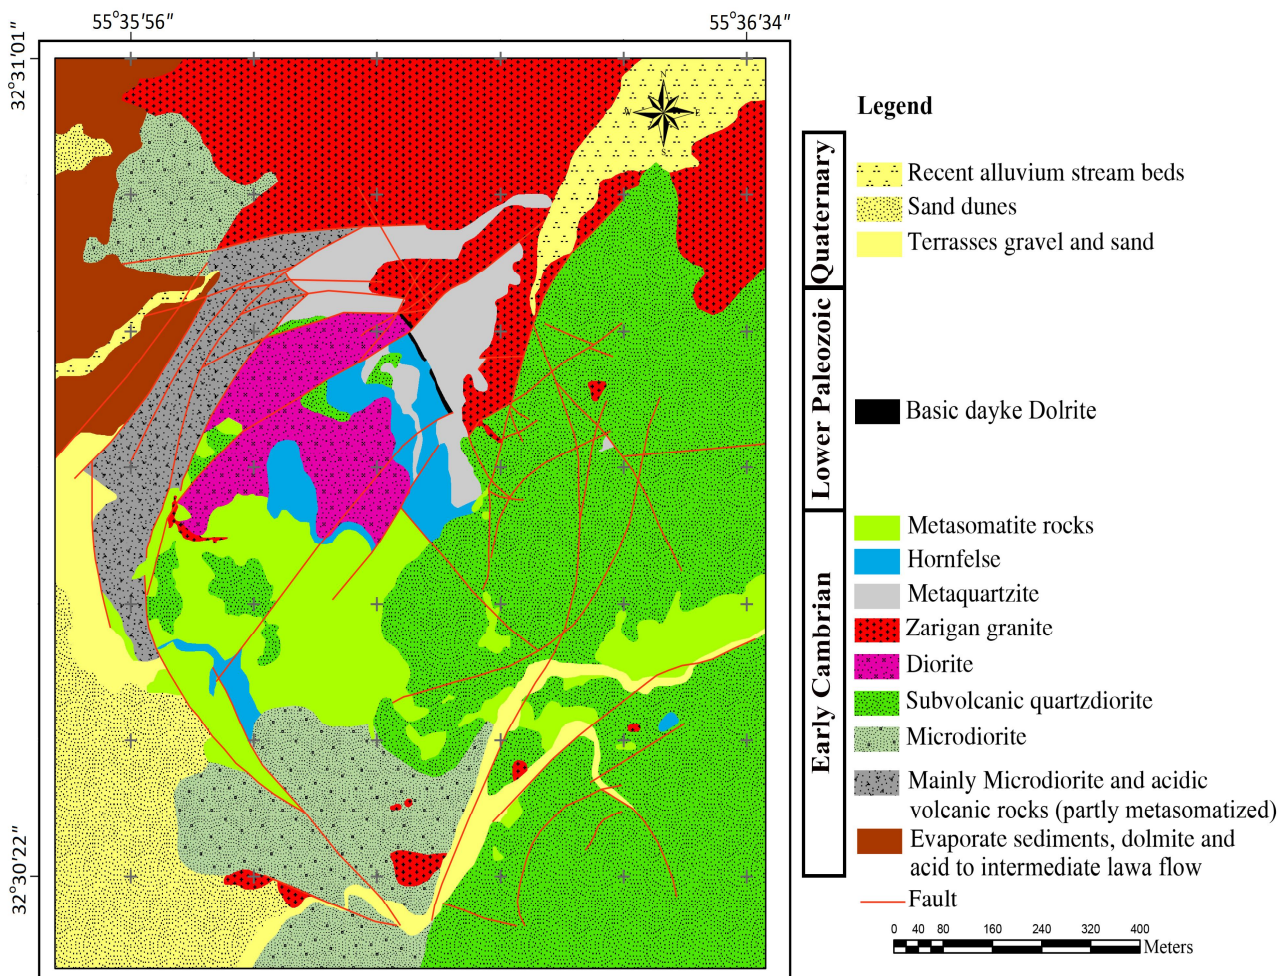 55°35'56"
55°36'34"
32°31'01"
32°30'22"
N
W
E
S
Legend
Quaternary
Recent alluvium stream beds
Sand dunes
Terrasses gravel and sand
Lower Paleozoic
Basic dayke Dolrite
Early Cambrian
Metasomatite rocks
Hornfelse
Metaquartzite
Zarigan granite
Diorite
Subvolcanic quartzdiorite
Microdiorite
Mainly Microdiorite and acidic
volcanic rocks (partly metasomatized)
Evaporate sediments, dolmite and
acid to intermediate lawa flow
Fault
0 40 80 160 240 320 400
Meters